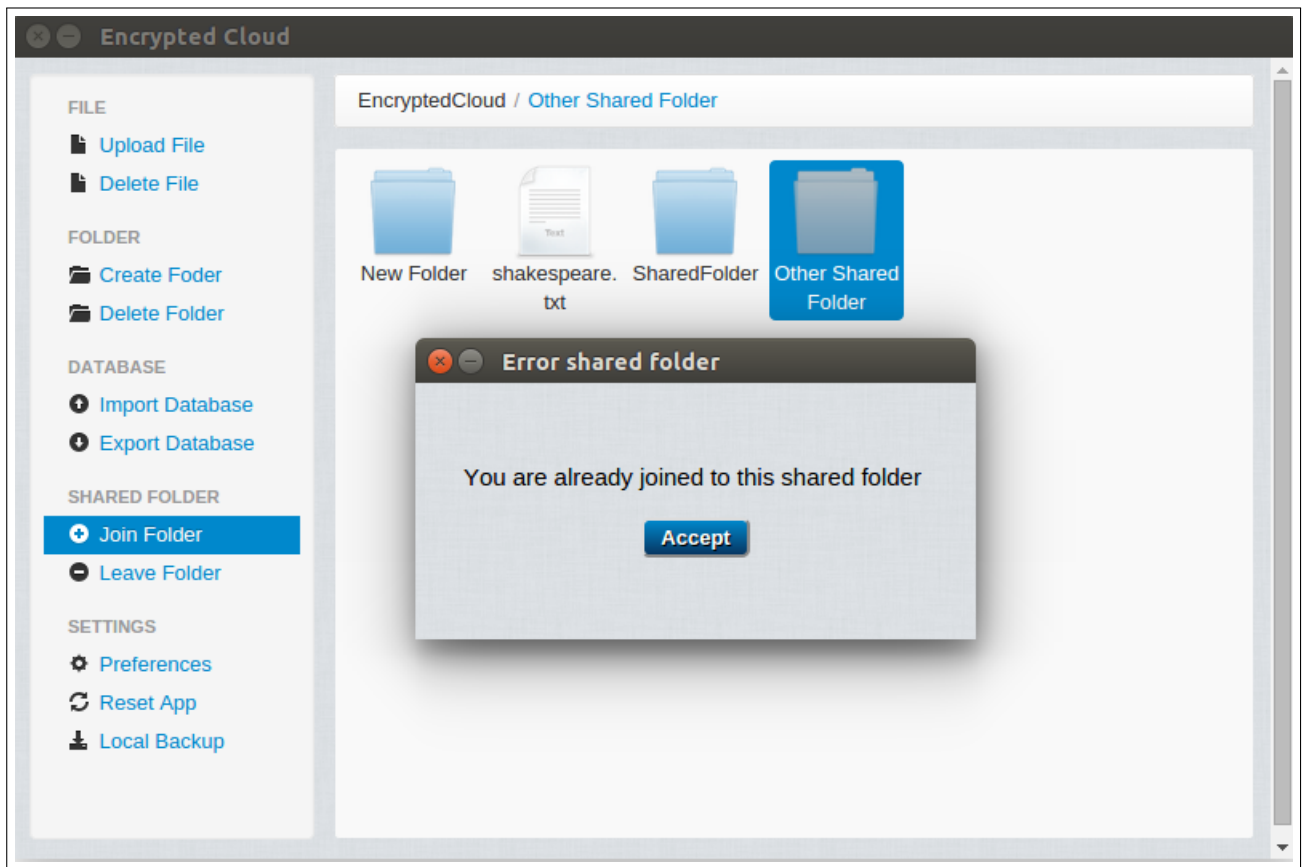 Encrypted Cloud
FILE
Upload File
Delete File
FOLDER
Create Foder
Delete Folder
DATABASE
Import Database
Export Database
SHARED FOLDER
Join Folder
Leave Folder
SETTINGS
Preferences
Reset App
Local Backup
EncryptedCloud / Other Shared Folder
Text
New Folder
shakespeare.
txt
SharedFolder
Other Shared
Folder
Error shared folder
You are already joined to this shared folder
Accept